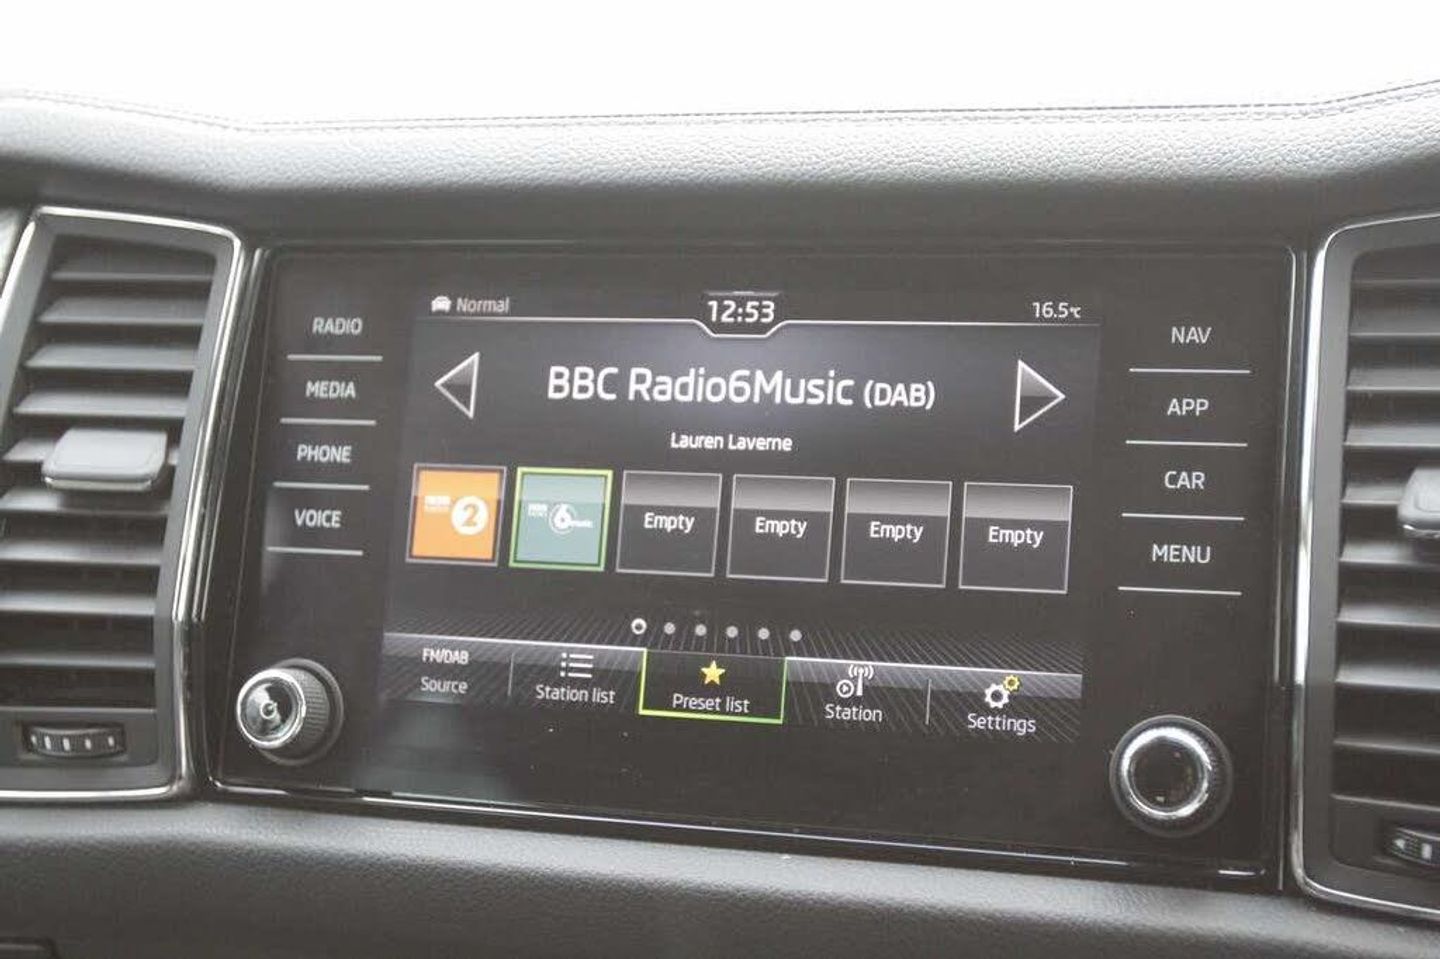 Normal
12:53
16.5°C
RADIO
MEDIA
PHONE
VOICE
BBC Radio6Music (DAB)
Lauren Laverne
2
6music
Empty
Empty
Empty
Empty
FM/DAB
Source
Station list
Preset list
Station
Settings
NAV
APP
CAR
MENU